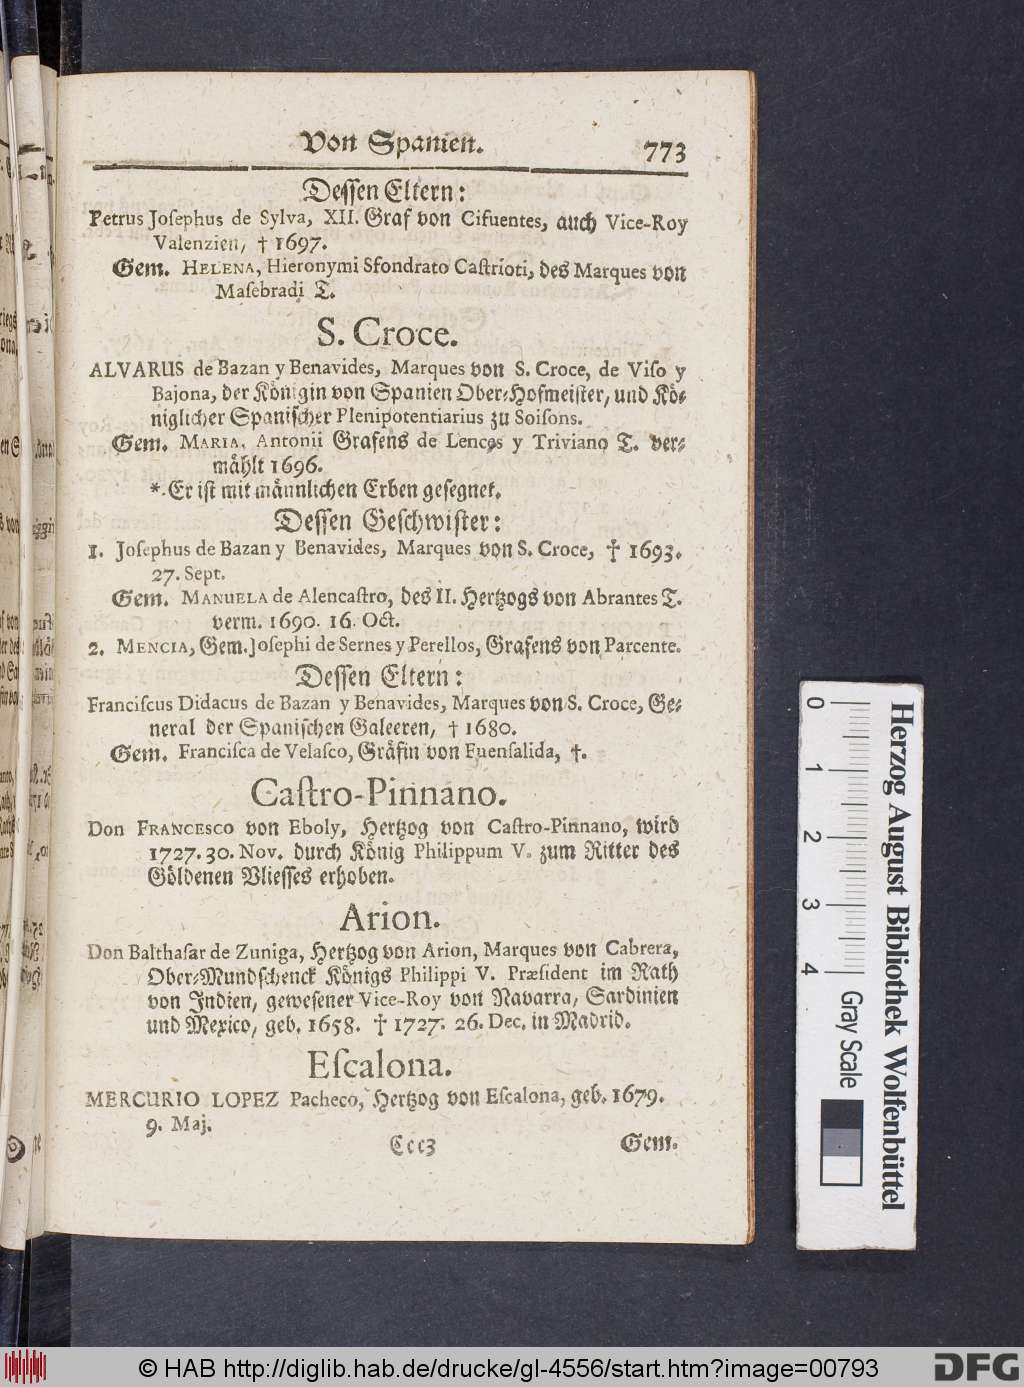 Von Spanien. 773
Dessen Eltern:
Petrus Joſephus de Sylva, XII. Graf von Cifuentes, auch Vice-Roy
Valenzien, † 1697.
Gem. HELENA, Hieronymi Sfondrato Caſtrioti, des Marques von
Maſebradi T.
S. Croce.
ALVARUS de Bazan y Benavides, Marques von S. Croce, de Viſo y
Bajona, der Königin von Spanien Ober-Hofmeiſter, und Kö-
niglicher Spaniſcher Plenipotentiarius zu Soiſons.
Gem. MARIA, Antonii Grafens de Lences y Triviano T. ver-
mählt 1696.
*. Er iſt mit männlichen Erben geſegnet.
Deſſen Geſchwiſter:
1. Joſephus de Bazan y Benavides, Marques von S. Croce, † 1693.
27. Sept.
Gem. MANUELA de Alencaſtro, des II. Hertzogs von Abrantes T.
verm. 1690. 16. Oct.
2. MENCIA, Gem. Joſephi de Sernes y Perellos, Grafens von Parcente.
Deſſen Eltern:
Franciſcus Didacus de Bazan y Benavides, Marques von S. Croce, Ge-
neral der Spaniſchen Galeeren, † 1680.
Gem. Franciſca de Velaſco, Gräfin von Fuenſalida, †.
Caſtro-Pinnano.
Don FRANCESCO von Eboly, Hertzog von Caſtro-Pinnano, wird
1727. 30. Nov. durch König Philippum V. zum Ritter des
Göldenen Vlieſſes erhoben.
Arion.
Don Balthaſar de Zuniga, Hertzog von Arion, Marques von Cabrera,
Ober-Mundſchenck Königs Philippi V. Præſident im Rath
von Indien, geweſener Vice-Roy von Navarra, Sardinien
und Mexico, geb. 1658. † 1727. 26. Dec. in Madrid.
Eſcalona.
MERCURIO LOPEZ Pacheco, Hertzog von Eſcalona, geb. 1679.
9. Maj.
Ccc3 Gem.
0 1 2 3 4 Gray Scale
Herzog August Bibliothek Wolfenbüttel
© HAB http://diglib.hab.de/drucke/gl-4556/start.htm?image=00793
DFG